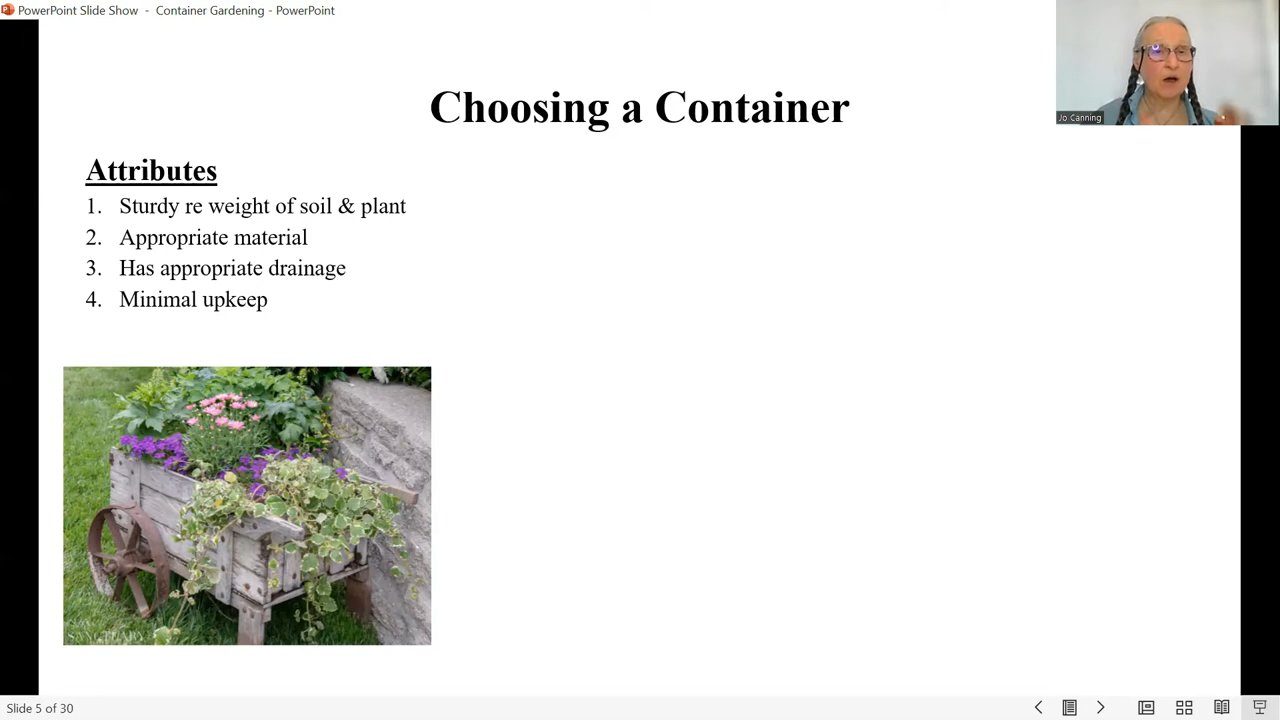 PowerPoint Slide Show - Container Gardening - PowerPoint
Jo Canning
Choosing a Container
Attributes
1. Sturdy re weight of soil & plant
2. Appropriate material
3. Has appropriate drainage
4. Minimal upkeep
SANCTUARY
Slide 5 of 30